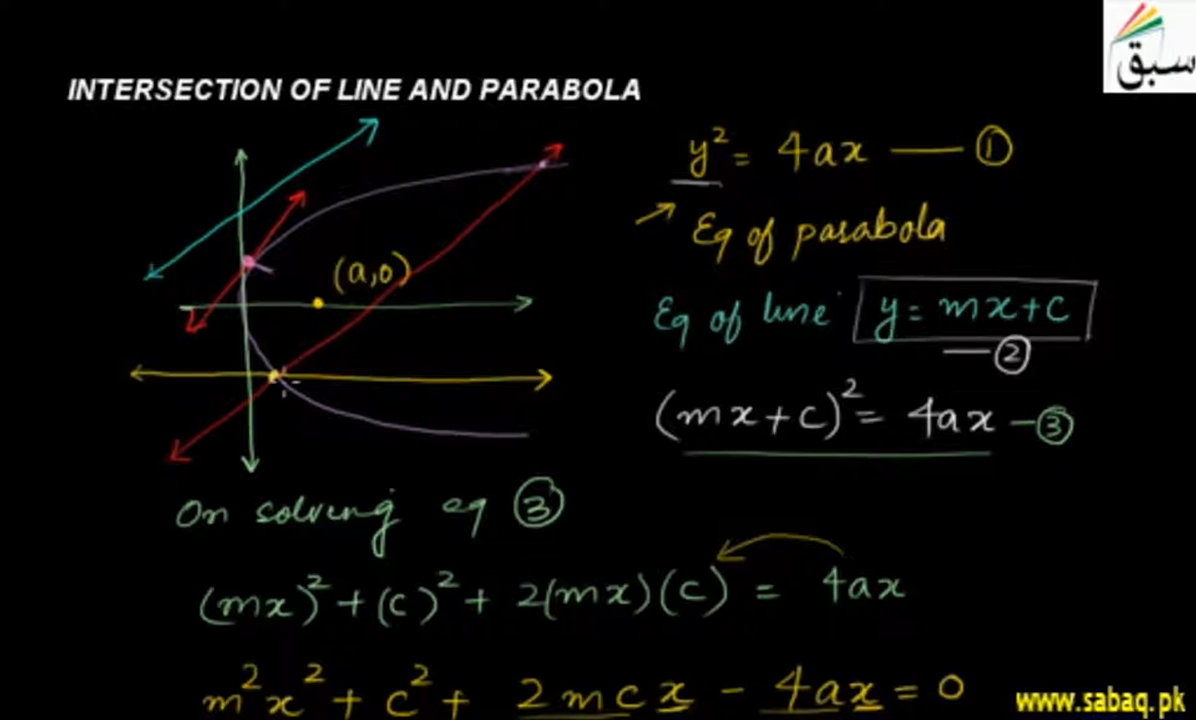 سبق
INTERSECTION OF LINE AND PARABOLA
y² = 4ax — ①
Eq of parabola
(a,0)
Eq of line y = mx+c
— ②
(mx+c)² = 4ax – ③
On solving eq ③
(mx)² + (c)² + 2(mx)(c) = 4ax
m²x² + c² + 2mcx - 4ax = 0
www.sabaq.pk